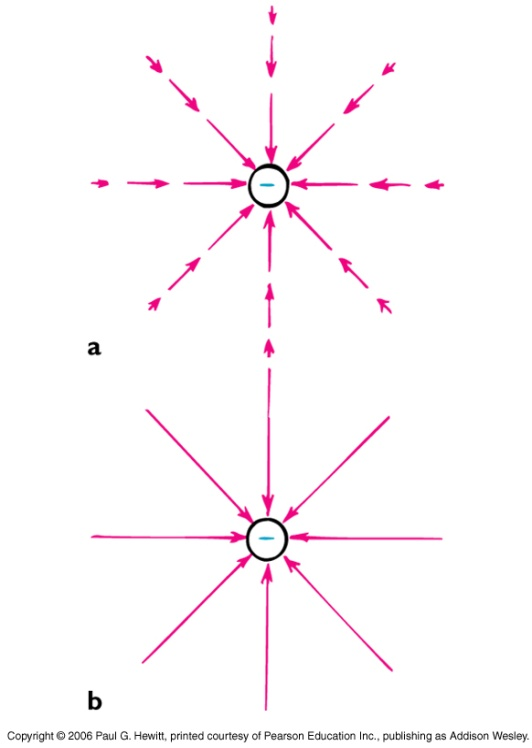 -
a
-
b
Copyright © 2006 Paul G. Hewitt, printed courtesy of Pearson Education Inc., publishing as Addison Wesley.